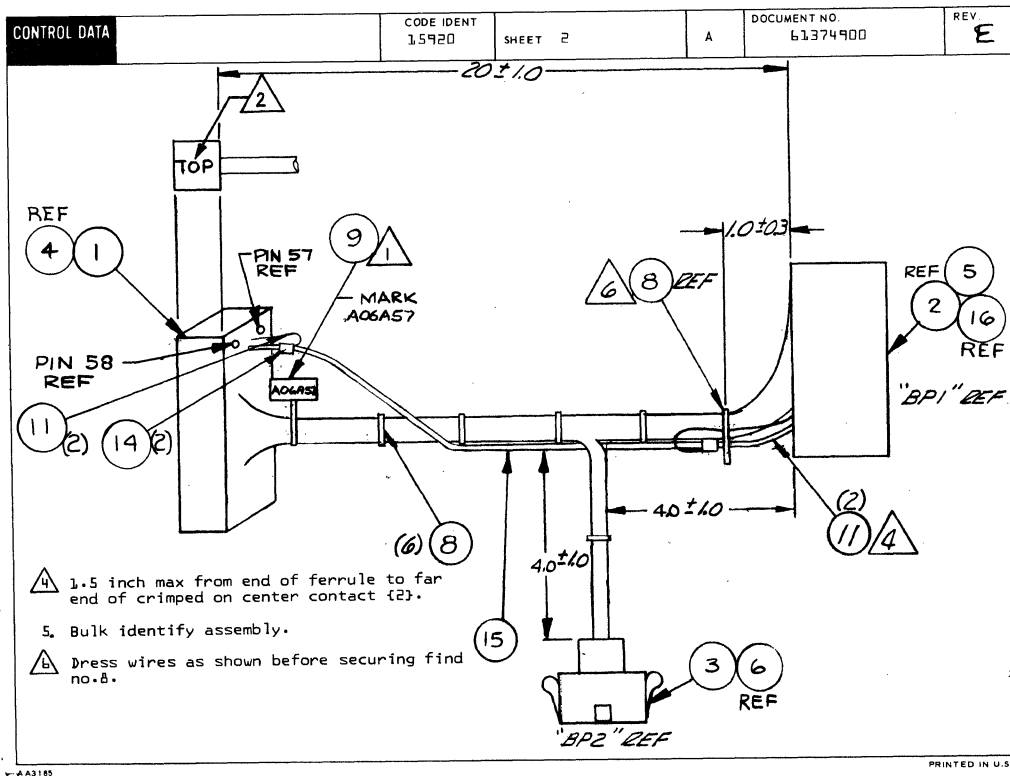 CONTROL DATA
CODE IDENT
15920
SHEET 2
A
DOCUMENT NO.
61374900
REV.
E
20±1.0
2
TOP
REF
4 1
PIN 57
REF
9 1
MARK
A06A57
1.0±0.3
6 8 REF
REF 5
2 16
REF
"BP1" REF
PIN 58
REF
A06A57
11 (2) 14 (2)
4.0±1.0
(2)
11 4
(6) 8
4.0±1.0
15
3 6
REF
"BP2" REF
4 1.5 inch max from end of ferrule to far
end of crimped on center contact {2}.
5. Bulk identify assembly.
6 Dress wires as shown before securing find
no.8.
AA3185
PRINTED IN U.S